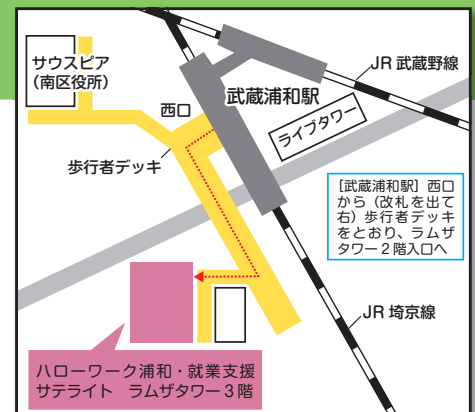 サウスピア
（南区役所）
JR 武蔵野線
西口
武蔵浦和駅
ライブタワー
歩行者デッキ
［武蔵浦和駅］西口
から（改札を出て
右）歩行者デッキ
をとおり、ラムザ
タワー２階入口へ
JR 埼京線
ハローワーク浦和・就業支援
サテライト　ラムザタワー３階